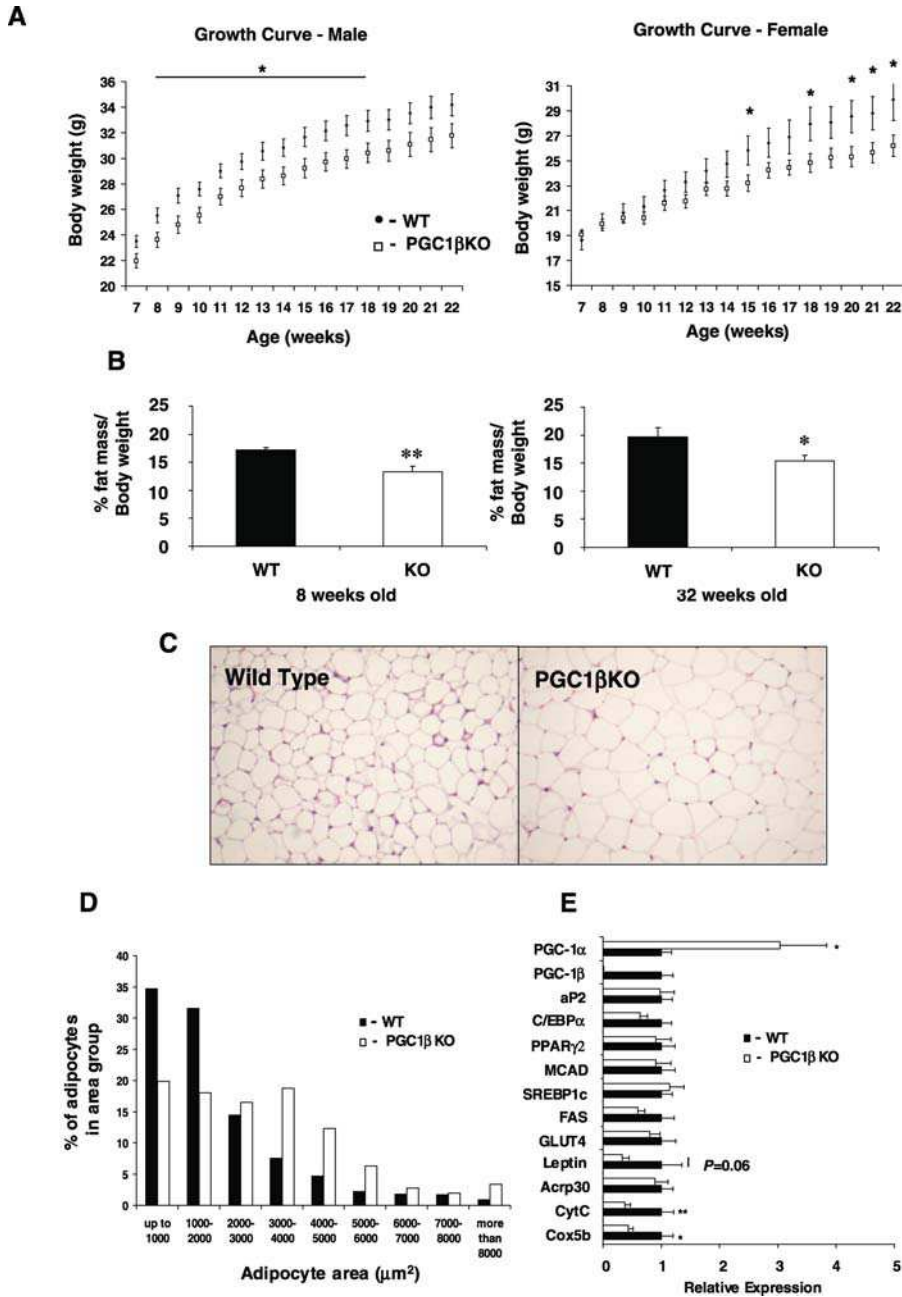 A
Growth Curve - Male
*
Body weight (g)
36
34
32
30
28
26
24
22
20
7 8 9 10 11 12 13 14 15 16 17 18 19 20 21 22
Age (weeks)
- WT
- PGC1βKO
Growth Curve - Female
* * * * *
Body weight (g)
31
29
27
25
23
21
19
17
15
7 8 9 10 11 12 13 14 15 16 17 18 19 20 21 22
Age (weeks)
B
% fat mass/
Body weight
25
20
15
10
5
0
**
WT KO
8 weeks old
% fat mass/
Body weight
25
20
15
10
5
0
*
WT KO
32 weeks old
C
Wild Type
PGC1βKO
D
% of adipocytes
in area group
40
35
30
25
20
15
10
5
0
- WT
- PGC1β KO
up to 1000- 2000- 3000- 4000- 5000- 6000- 7000- more
1000 2000 3000 4000 5000 6000 7000 8000 than
8000
Adipocyte area (μm²)
E
PGC-1α
*
PGC-1β
aP2
C/EBPα
PPARγ2
MCAD
SREBP1c
FAS
GLUT4
Leptin
P=0.06
Acrp30
CytC
**
Cox5b
*
- WT
- PGC1β KO
0 1 2 3 4 5
Relative Expression